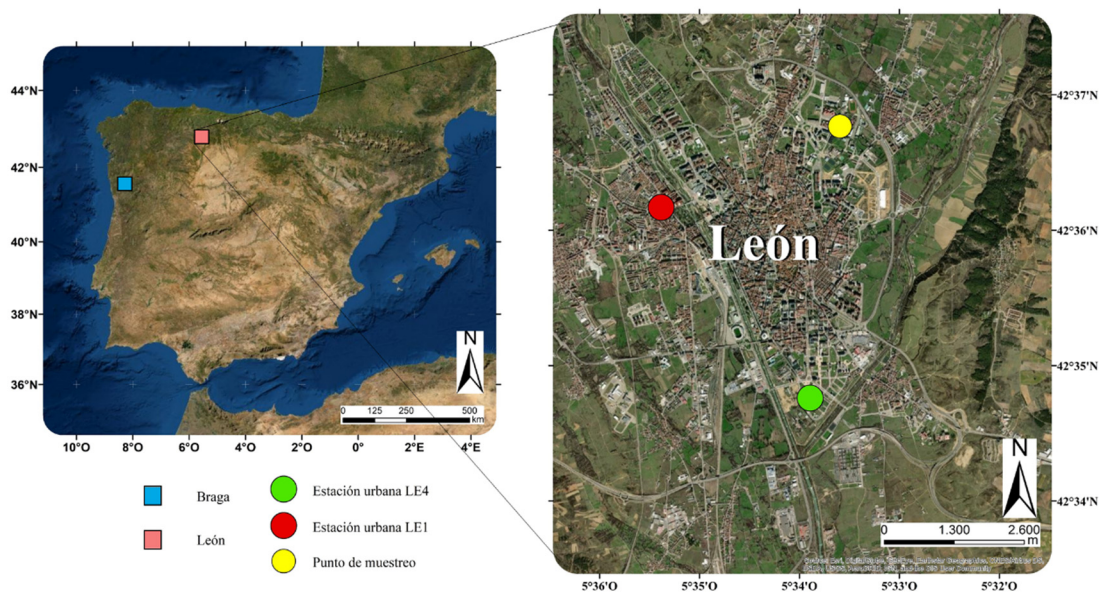 44°N
42°N
40°N
38°N
36°N
10°O 8°O 6°O 4°O 2°O 0° 2°E 4°E
N
0 125 250 500
km
León
42°37'N
42°36'N
42°35'N
42°34'N
5°36'O 5°35'O 5°34'O 5°33'O 5°32'O
N
0 1.300 2.600
m
Braga
León
Estación urbana LE4
Estación urbana LE1
Punto de muestreo